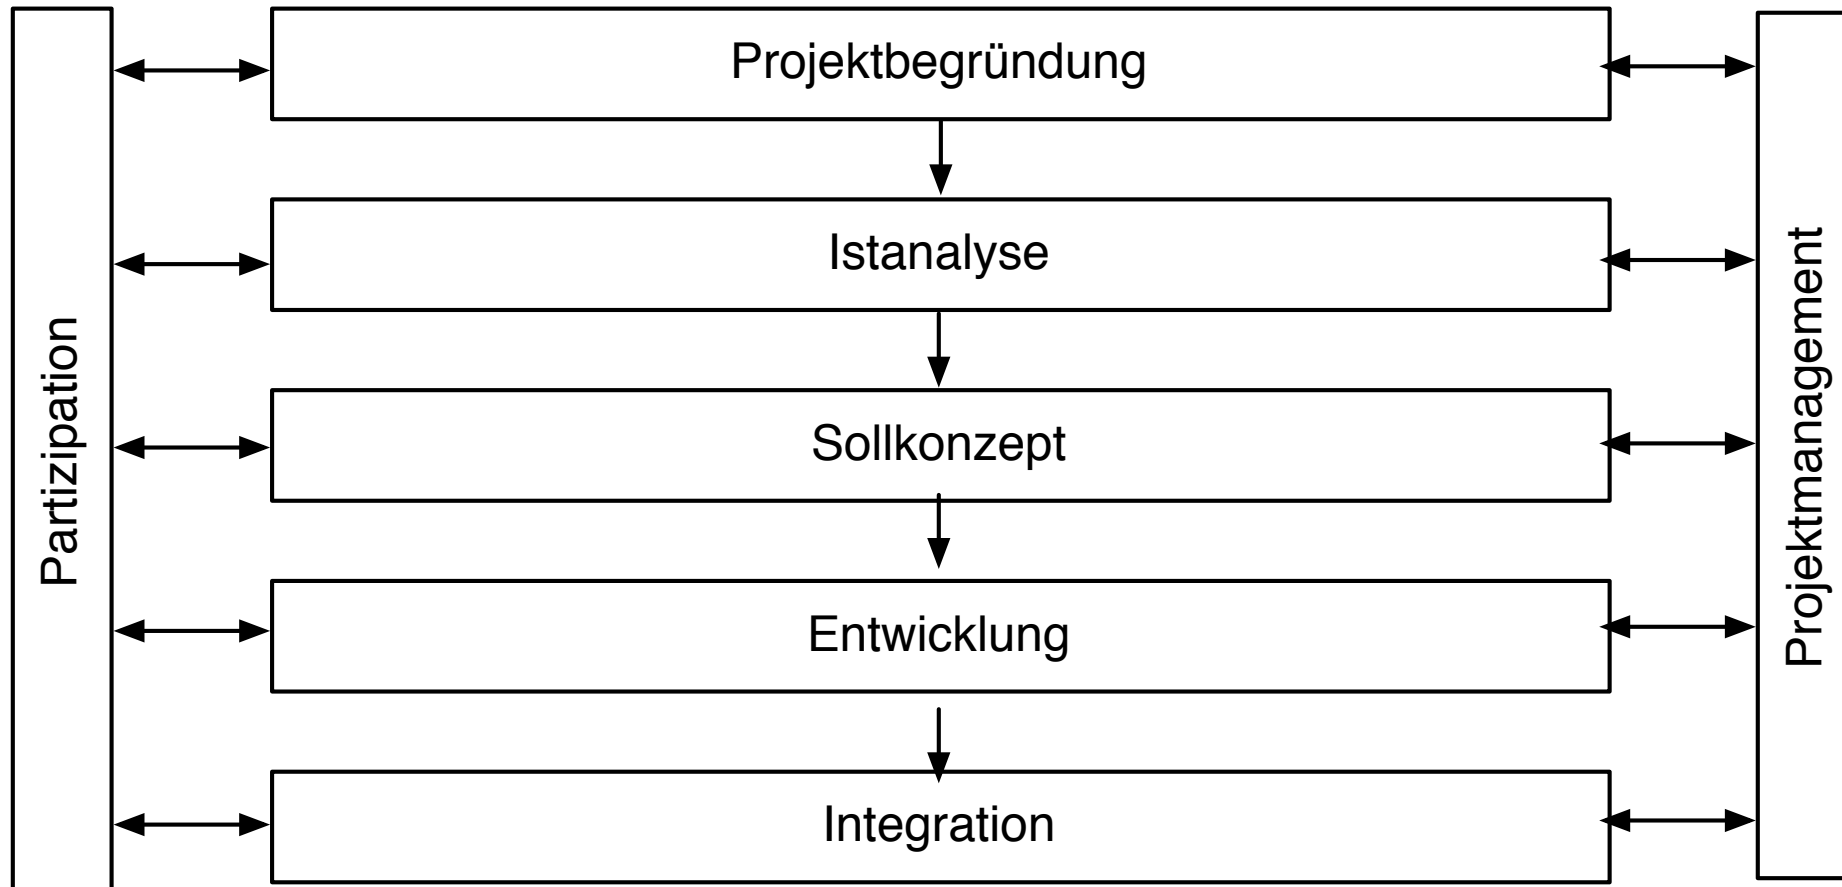 Projektbegründung
Istanalyse
Sollkonzept
Entwicklung
Integration
Partizipation
Projektmanagement